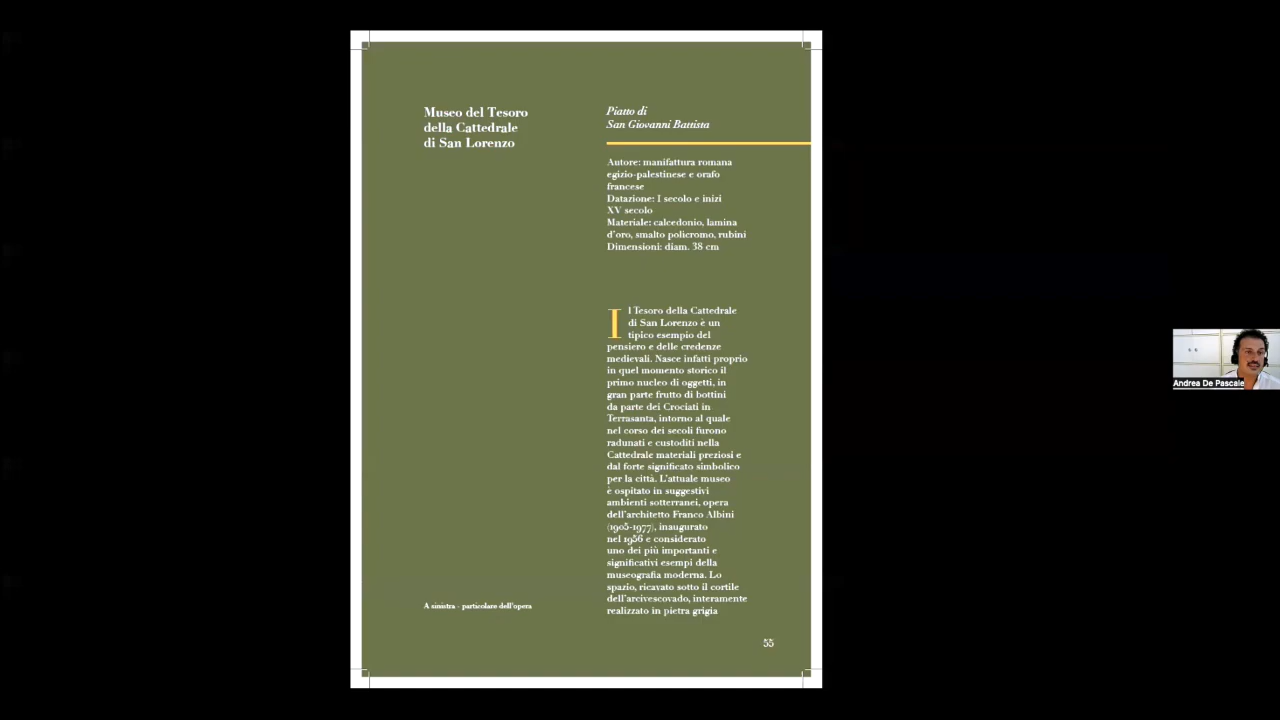 Museo del Tesoro
della Cattedrale
di San Lorenzo
Piatto di
San Giovanni Battista
Autore: manifattura romana
egizio-palestinese e orafo
francese
Datazione: I secolo e inizi
XV secolo
Materiale: calcedonio, lamina
d'oro, smalto policromo, rubini
Dimensioni: diam. 38 cm
Il Tesoro della Cattedrale
di San Lorenzo è un
tipico esempio del
pensiero e delle credenze
medievali. Nasce infatti proprio
in quel momento storico il
primo nucleo di oggetti, in
gran parte frutto di bottini
da parte dei Crociati in
Terrasanta, intorno al quale
nel corso dei secoli furono
radunati e custoditi nella
Cattedrale materiali preziosi e
dal forte significato simbolico
per la città. L'attuale museo
è ospitato in suggestivi
ambienti sotterranei, opera
dell'architetto Franco Albini
(1905-1977), inaugurato
nel 1956 e considerato
uno dei più importanti e
significativi esempi della
museografia moderna. Lo
spazio, ricavato sotto il cortile
dell'arcivescovado, interamente
realizzato in pietra grigia
A sinistra - particolare dell'opera
55
Andrea De Pascale